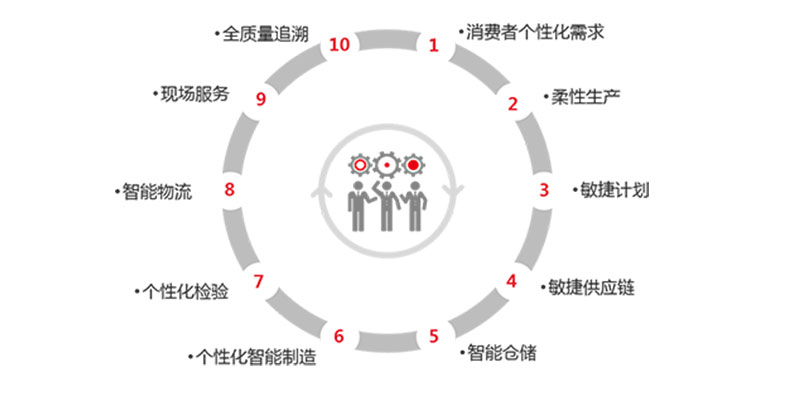 1
•消费者个性化需求
2
•柔性生产
3
•敏捷计划
4
•敏捷供应链
5
•智能仓储
6
•个性化智能制造
7
•个性化检验
8
•智能物流
9
•现场服务
10
•全质量追溯